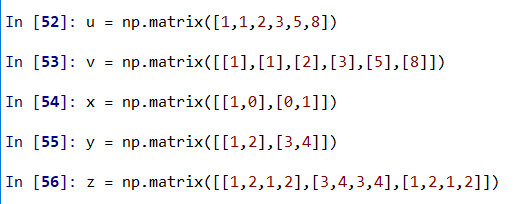 In [52]: u = np.matrix([1,1,2,3,5,8])
In [53]: v = np.matrix([[1],[1],[2],[3],[5],[8]])
In [54]: x = np.matrix([[1,0],[0,1]])
In [55]: y = np.matrix([[1,2],[3,4]])
In [56]: z = np.matrix([[1,2,1,2],[3,4,3,4],[1,2,1,2]])